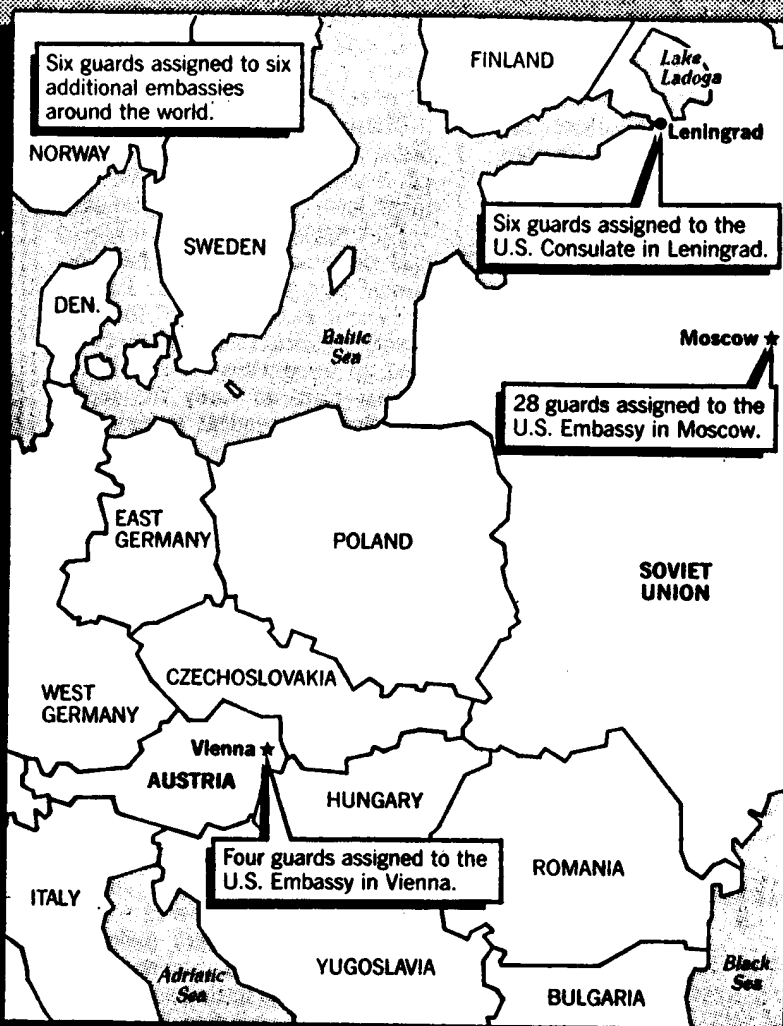 Six guards assigned to six
additional embassies
around the world.
FINLAND
Lake
Ladoga
Leningrad
NORWAY
Six guards assigned to the
U.S. Consulate in Leningrad.
SWEDEN
DEN.
Baltic
Sea
Moscow
28 guards assigned to the
U.S. Embassy in Moscow.
EAST
GERMANY
POLAND
SOVIET
UNION
CZECHOSLOVAKIA
WEST
GERMANY
Vienna
AUSTRIA
HUNGARY
Four guards assigned to the
U.S. Embassy in Vienna.
ROMANIA
ITALY
Adriatic
Sea
YUGOSLAVIA
Black
Sea
BULGARIA